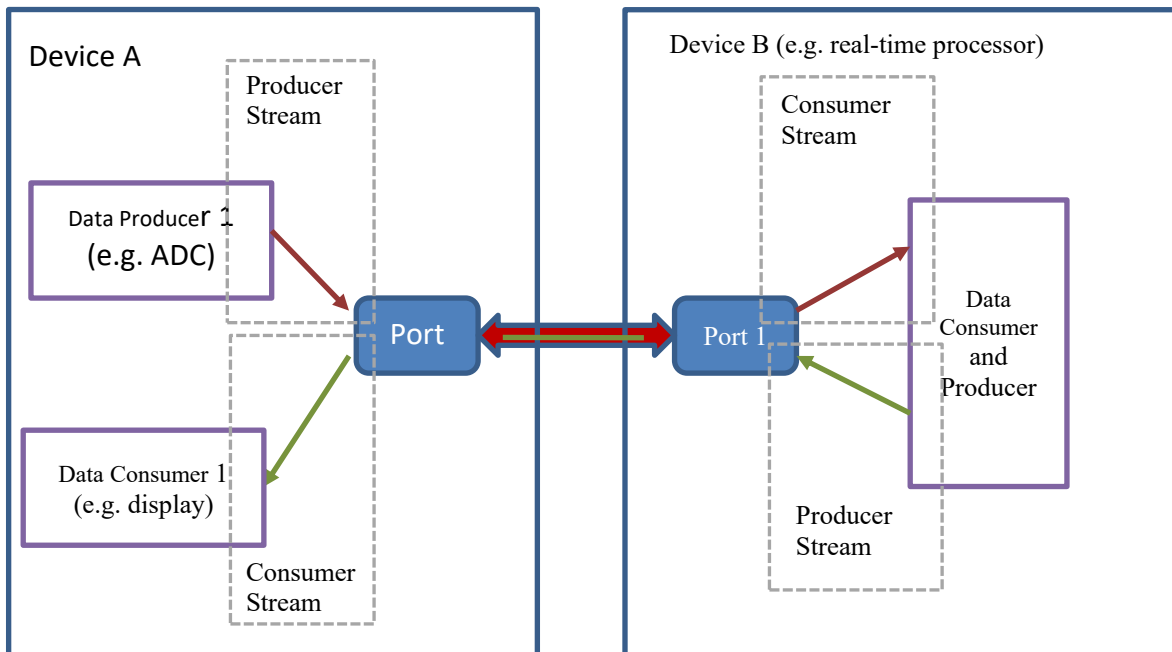 Device A
Producer
Stream
Data Producer 1
(e.g. ADC)
Port
Data Consumer 1
(e.g. display)
Consumer
Stream
Device B (e.g. real-time processor)
Consumer
Stream
Port 1
Data
Consumer
and
Producer
Producer
Stream